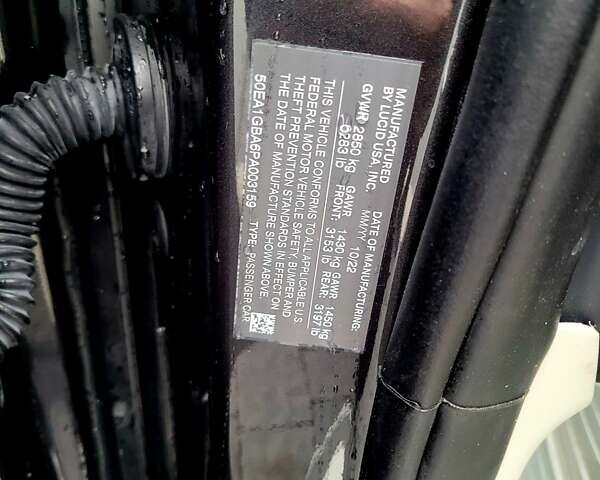 MANUFACTURED
BY LUCID USA, INC.
DATE OF MANUFACTURING:
MM/YY 10/22
GVWR 2850 kg
6283 lb
GAWR 1430 kg
FRONT: 3153 lb
GAWR 1450 kg
REAR: 3197 lb
THIS VEHICLE CONFORMS TO ALL APPLICABLE U.S.
FEDERAL MOTOR VEHICLE SAFETY, BUMPER AND
THEFT PREVENTION STANDARDS IN EFFECT ON
THE DATE OF MANUFACTURE SHOWN ABOVE.
50EA1GBA6PA003159 TYPE: PASSENGER CAR